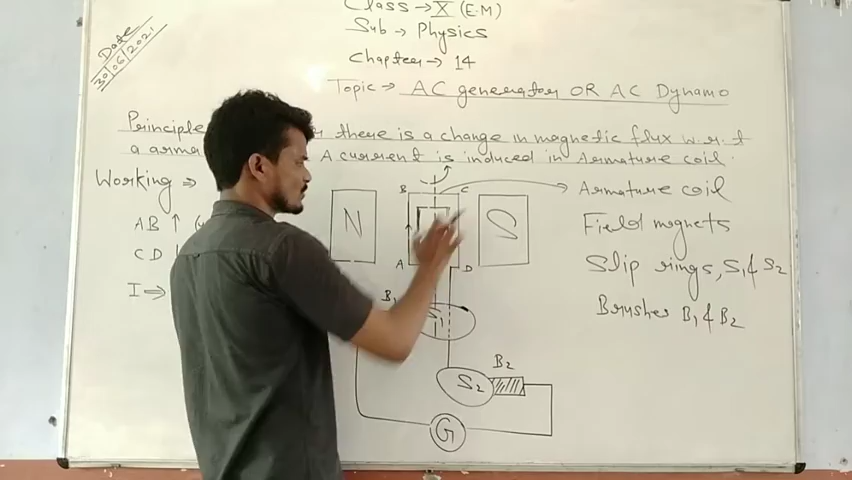 Date
30/06/2021
Class → X (E.M)
Sub → Physics
Chapter → 14
Topic → AC generator OR AC Dynamo
Principle there is a change in magnetic flux w.r.t
a arma A current is induced in Armature coil.
Working ⇒
AB ↑
CD
I ⇒
B C
N S
A D
B1
S1
S2
B2
G
Armature coil
Field magnets
Slip rings, S1 & S2
Brushes B1 & B2